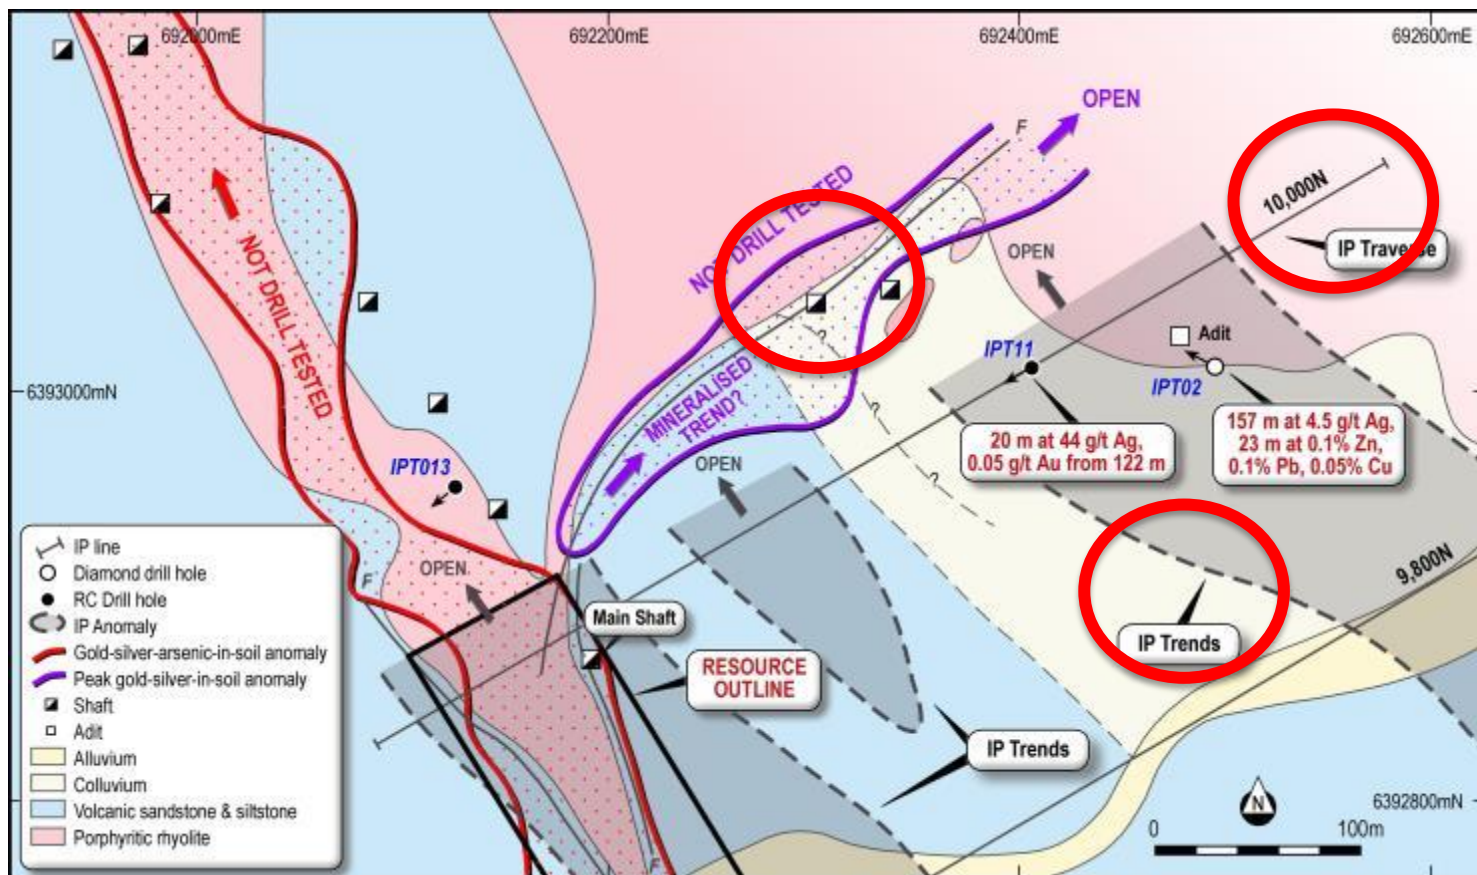 692000mE
692200mE
692400mE
692600mE
OPEN
F
NOT DRILL TESTED
10,000N
IP Traverse
OPEN
NOT DRILL TESTED
?
Adit
IPT11
IPT02
6393000mN
MINERALISED
TREND?
?
157 m at 4.5 g/t Ag,
23 m at 0.1% Zn,
0.1% Pb, 0.05% Cu
20 m at 44 g/t Ag,
0.05 g/t Au from 122 m
IPT013
OPEN
?
9,800N
OPEN
F
Main Shaft
IP Trends
RESOURCE
OUTLINE
IP Trends
IP line
Diamond drill hole
RC Drill hole
IP Anomaly
Gold-silver-arsenic-in-soil anomaly
Peak gold-silver-in-soil anomaly
Shaft
Adit
Alluvium
Colluvium
Volcanic sandstone & siltstone
Porphyritic rhyolite
N
6392800mN
0
100m
F